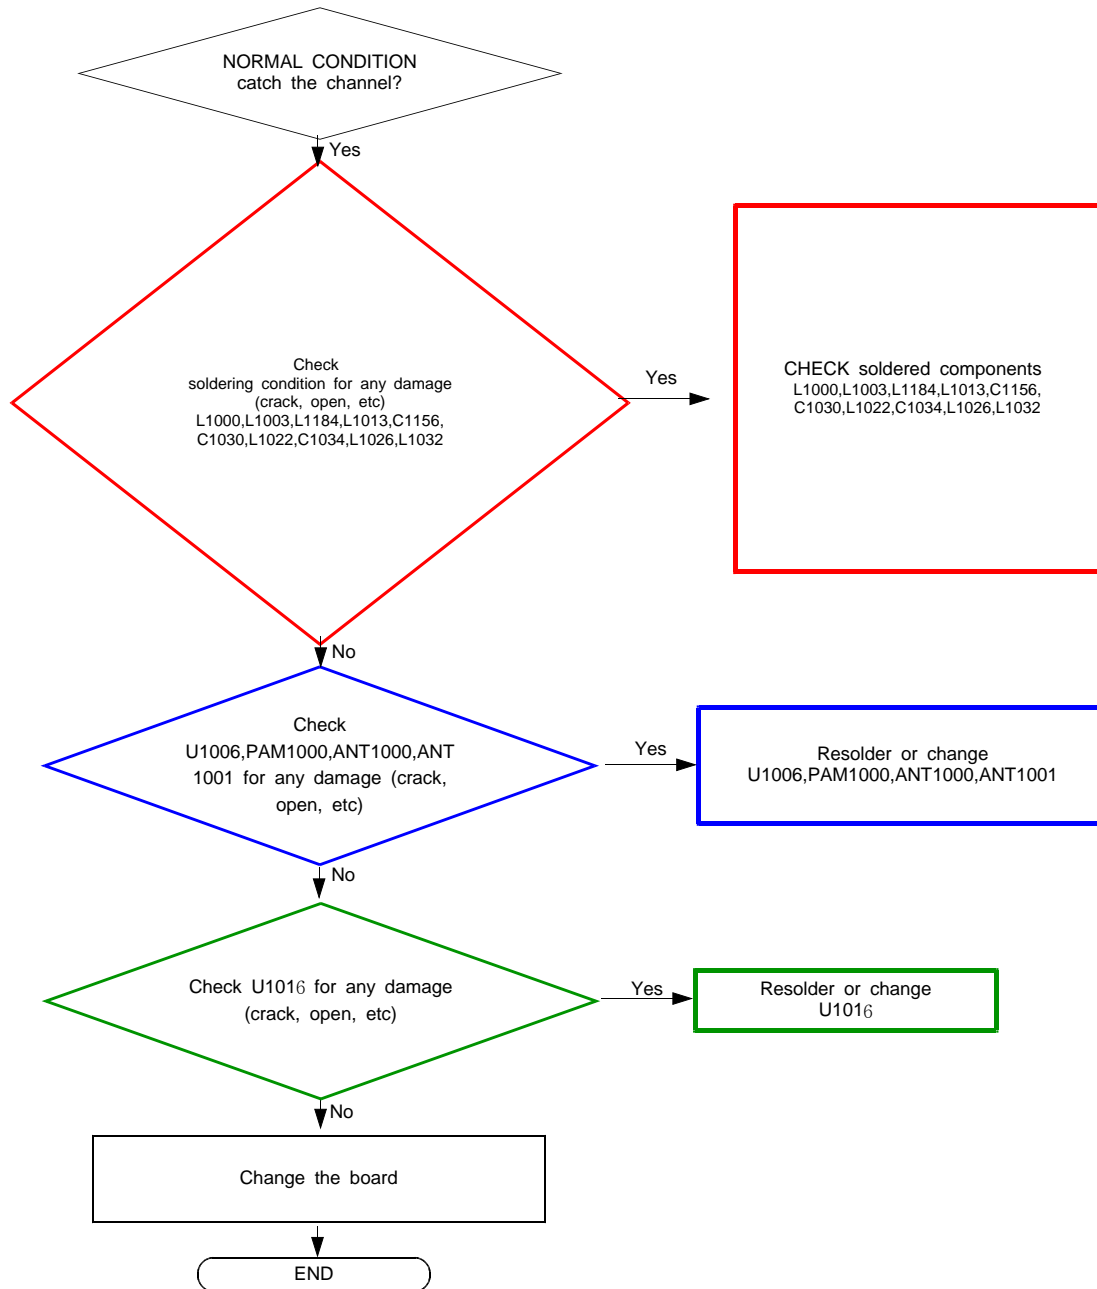 NORMAL CONDITION
catch the channel?
Yes
Check
soldering condition for any damage
(crack, open, etc)
L1000,L1003,L1184,L1013,C1156,
C1030,L1022,C1034,L1026,L1032
Yes
CHECK soldered components
L1000,L1003,L1184,L1013,C1156,
C1030,L1022,C1034,L1026,L1032
No
Check
U1006,PAM1000,ANT1000,ANT
1001 for any damage (crack,
open, etc)
Yes
Resolder or change
U1006,PAM1000,ANT1000,ANT1001
No
Check U1016 for any damage
(crack, open, etc)
Yes
Resolder or change
U1016
No
Change the board
END